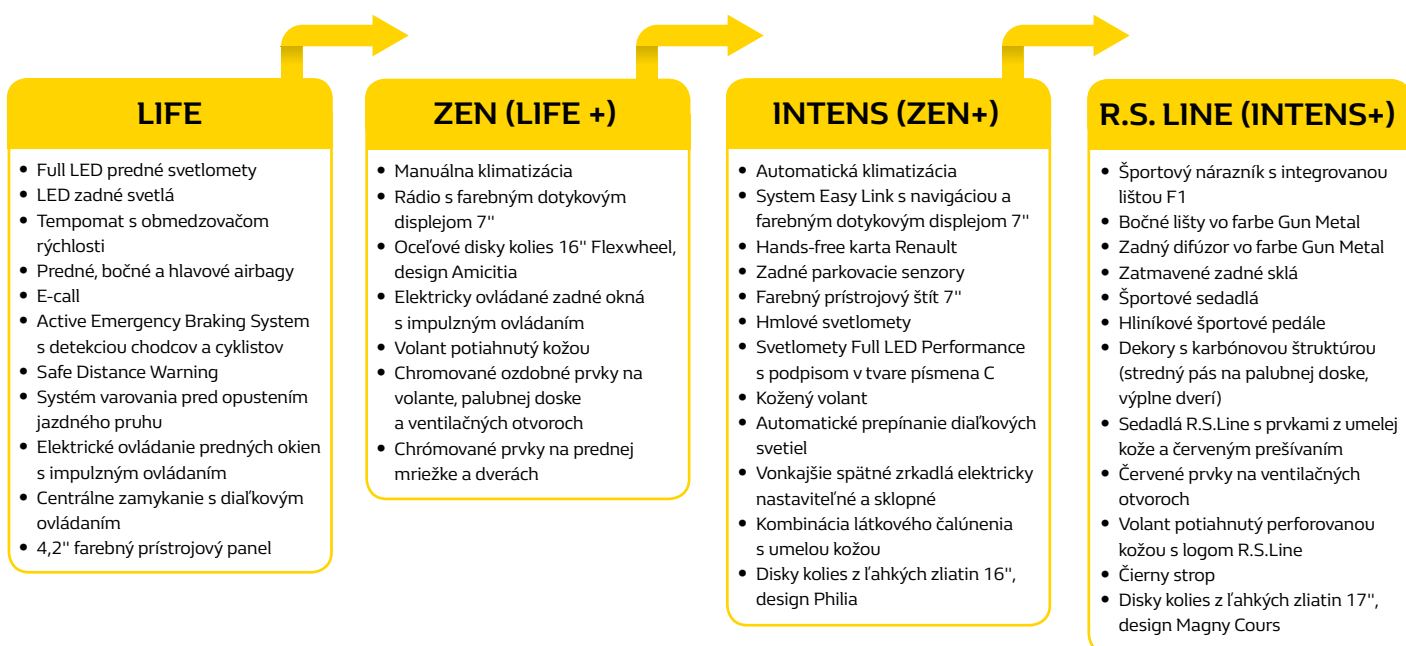 LIFE
• Full LED predné svetlomety
• LED zadné svetlá
• Tempomat s obmedzovačom
rýchlosti
• Predné, bočné a hlavové airbagy
• E-call
• Active Emergency Braking System
s detekciou chodcov a cyklistov
• Safe Distance Warning
• Systém varovania pred opustením
jazdného pruhu
• Elektrické ovládanie predných okien
s impulzným ovládaním
• Centrálne zamykanie s diaľkovým
ovládaním
• 4,2" farebný prístrojový panel
ZEN (LIFE +)
• Manuálna klimatizácia
• Rádio s farebným dotykovým
displejom 7"
• Oceľové disky kolies 16" Flexwheel,
design Amicitia
• Elektricky ovládané zadné okná
s impulzným ovládaním
• Volant potiahnutý kožou
• Chromované ozdobné prvky na
volante, palubnej doske
a ventilačných otvoroch
• Chrómované prvky na prednej
mriežke a dverách
INTENS (ZEN+)
• Automatická klimatizácia
• System Easy Link s navigáciou a
farebným dotykovým displejom 7"
• Hands-free karta Renault
• Zadné parkovacie senzory
• Farebný prístrojový štít 7"
• Hmlové svetlomety
• Svetlomety Full LED Performance
s podpisom v tvare písmena C
• Kožený volant
• Automatické prepínanie diaľkových
svetiel
• Vonkajšie spätné zrkadlá elektricky
nastaviteľné a sklopné
• Kombinácia látkového čalúnenia
s umelou kožou
• Disky kolies z ľahkých zliatin 16",
design Philia
R.S. LINE (INTENS+)
• Športový nárazník s integrovanou
lištou F1
• Bočné lišty vo farbe Gun Metal
• Zadný difúzor vo farbe Gun Metal
• Zatmavené zadné sklá
• Športové sedadlá
• Hliníkové športové pedále
• Dekory s karbónovou štruktúrou
(stredný pás na palubnej doske,
výplne dverí)
• Sedadlá R.S.Line s prvkami z umelej
kože a červeným prešívaním
• Červené prvky na ventilačných
otvoroch
• Volant potiahnutý perforovanou
kožou s logom R.S.Line
• Čierny strop
• Disky kolies z ľahkých zliatin 17",
design Magny Cours